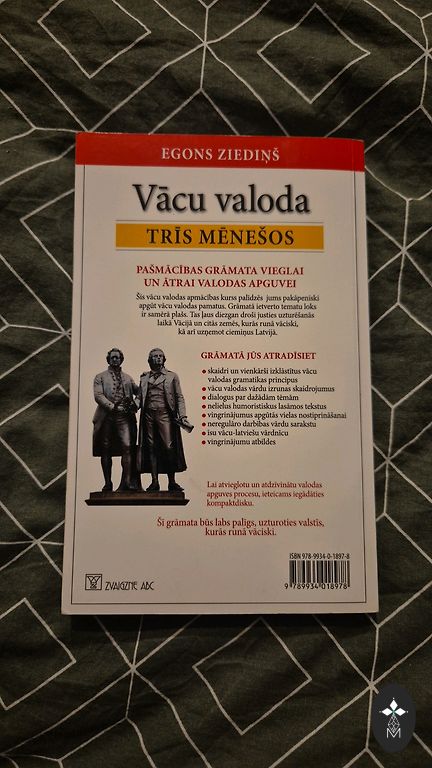 EGONS ZIEDIŅŠ
Vācu valoda
TRĪS MĒNEŠOS
PAŠMĀCĪBAS GRĀMATA VIEGLAI
UN ĀTRAI VALODAS APGUVEI
Šis vācu valodas apmācības kurss palīdzēs jums pakāpeniski
apgūt vācu valodas pamatus. Grāmatā ietverto tematu loks
ir samērā plašs. Tas ļaus diezgan droši justies uzturēšanās
laikā Vācijā un citās zemēs, kurās runā vāciski,
kā arī uzņemot ciemiņus Latvijā.
GRĀMATĀ JŪS ATRADĪSIET
• skaidri un vienkārši izklāstītus vācu
valodas gramatikas principus
• vācu valodas vārdu izrunas skaidrojumus
• dialogus par dažādām tēmām
• nelielus humoristiskus lasāmos tekstus
• vingrinājumus apgūtās vielas nostiprināšanai
• neregulāro darbības vārdu sarakstu
• īsu vācu-latviešu vārdnīcu
• vingrinājumu atbildes
Lai atvieglotu un atdzīvinātu valodas
apguves procesu, ieteicams iegādāties
kompaktdisku.
Šī grāmata būs labs palīgs, uzturoties valstīs,
kurās runā vāciski.
ISBN 978-9934-0-1897-8
9 789934 018978
ZVAIGZNE ABC
M